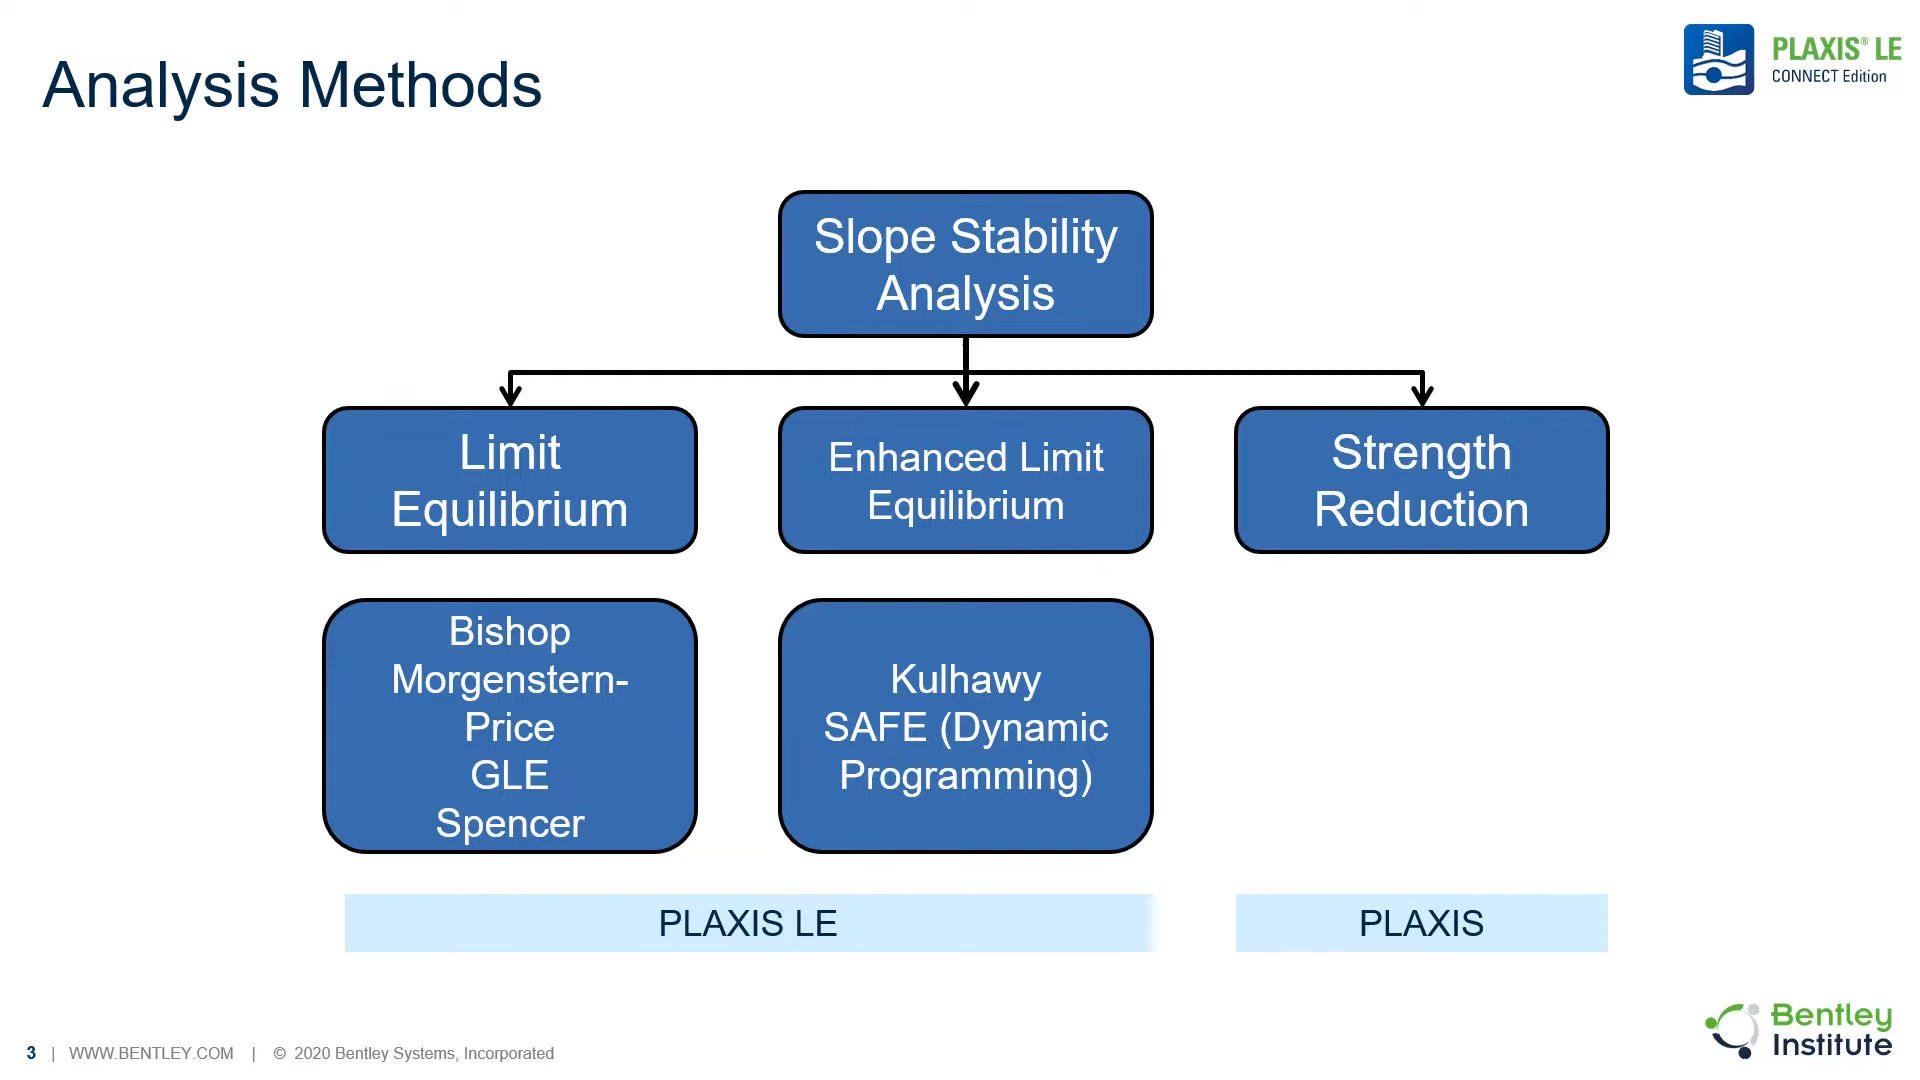 Analysis Methods
PLAXIS® LE
CONNECT Edition
Slope Stability
Analysis
Limit
Equilibrium
Enhanced Limit
Equilibrium
Strength
Reduction
Bishop
Morgenstern-
Price
GLE
Spencer
Kulhawy
SAFE (Dynamic
Programming)
PLAXIS LE
PLAXIS
3 | WWW.BENTLEY.COM | © 2020 Bentley Systems, Incorporated
Bentley
Institute